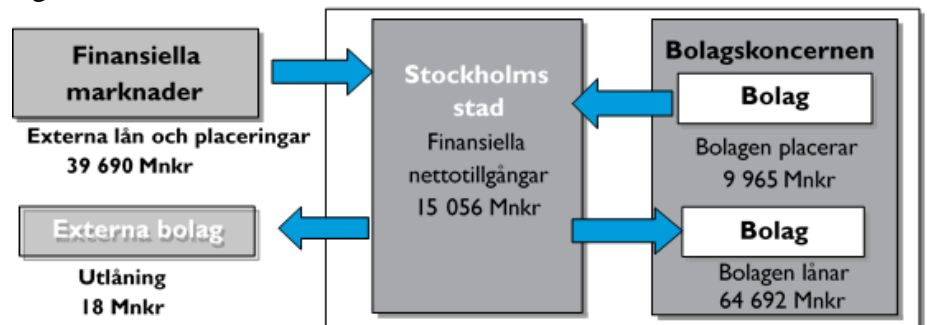 Finansiella
marknader
Externa lån och placeringar
39 690 Mnkr
Externa bolag
Utlåning
18 Mnkr
Stockholms
stad
Finansiella
nettotillgångar
15 056 Mnkr
Bolagskoncernen
Bolag
Bolagen placerar
9 965 Mnkr
Bolag
Bolagen lånar
64 692 Mnkr